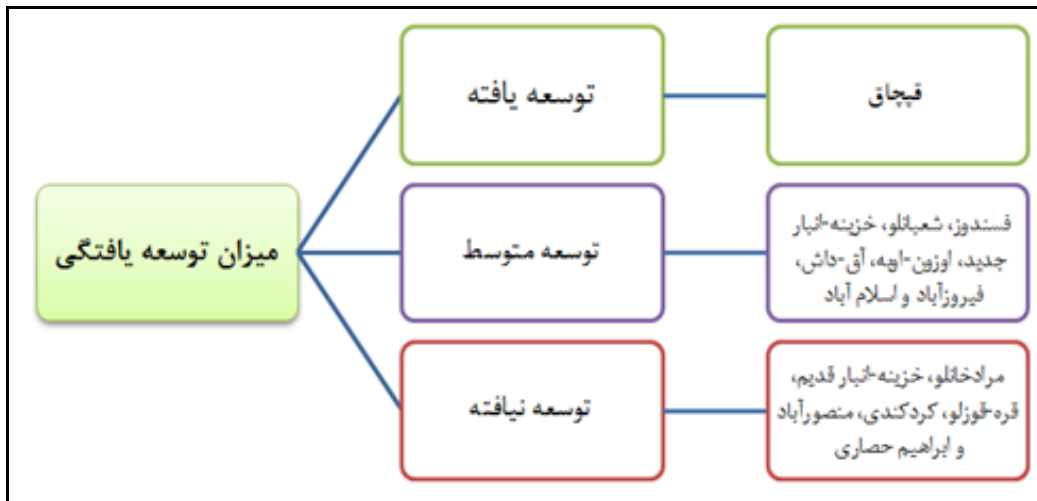 میزان توسعه یافتگی
توسعه یافته
قپچاق
توسعه متوسط
فسندوز، شعبانلو، خزینه-انبار
جدید، اوزون-اوبه، آق-داش،
فیروزآباد و اسلام آباد
توسعه نیافته
مرادخانلو، خزینه-انبار قدیم،
قره-قوزلو، کردکندی، منصورآباد
و ابراهیم حصاری